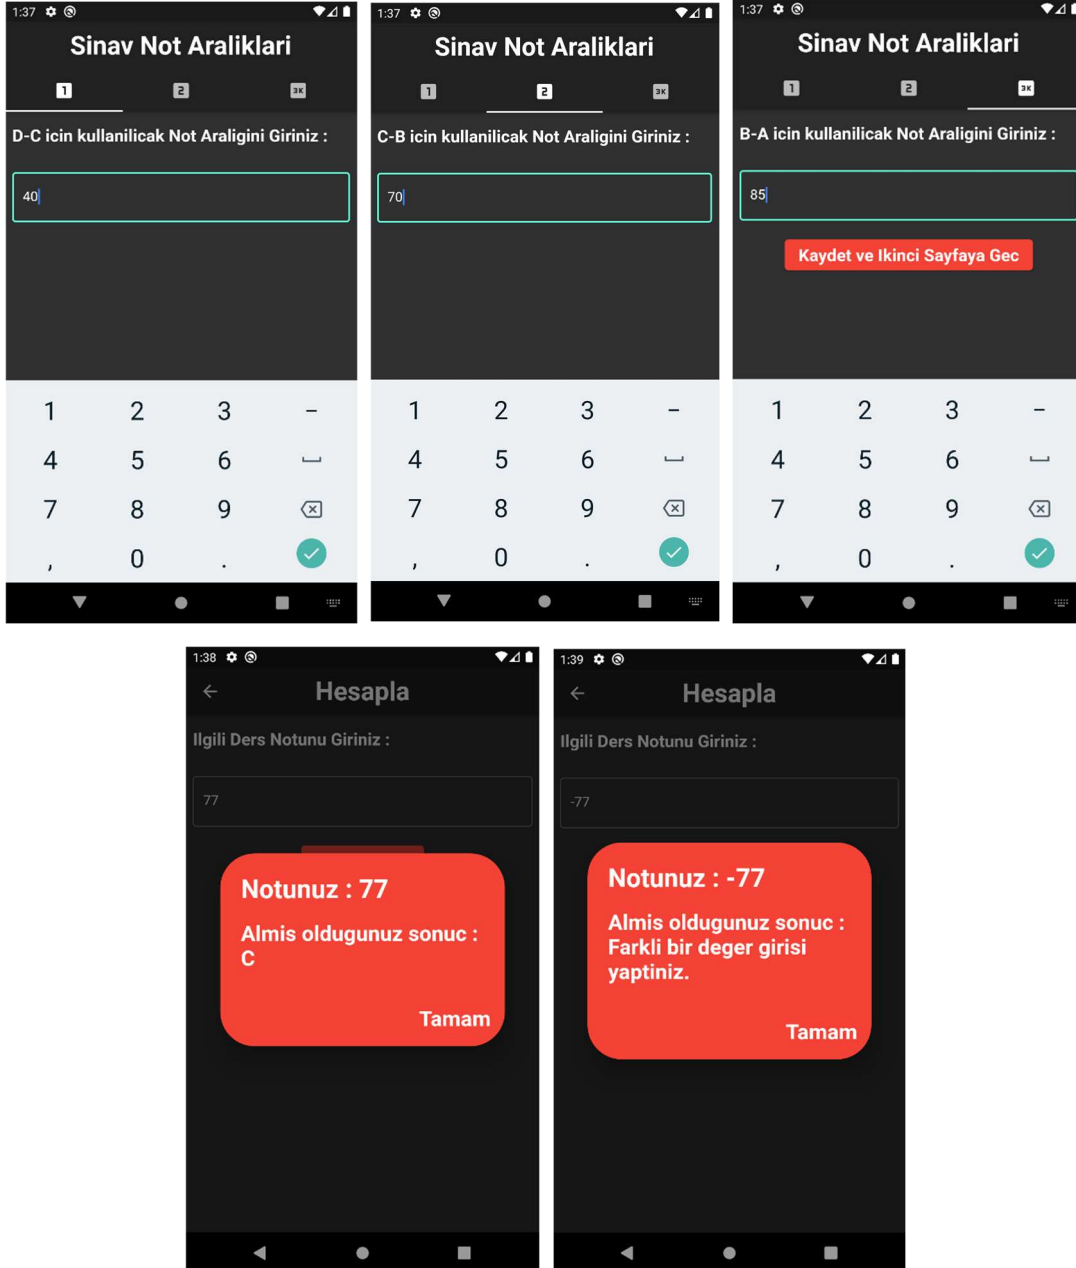 1:37
Sinav Not Araliklari
1
2
3K
D-C icin kullanilicak Not Araligini Giriniz :
40
1 2 3 -
4 5 6
7 8 9
, 0 .
1:37
Sinav Not Araliklari
1
2
3K
C-B icin kullanilicak Not Araligini Giriniz :
70
1 2 3 -
4 5 6
7 8 9
, 0 .
1:37
Sinav Not Araliklari
1
2
3K
B-A icin kullanilicak Not Araligini Giriniz :
85
Kaydet ve Ikinci Sayfaya Gec
1 2 3 -
4 5 6
7 8 9
, 0 .
1:38
Hesapla
Ilgili Ders Notunu Giriniz :
77
Notunuz : 77
Almis oldugunuz sonuc :
C
Tamam
1:39
Hesapla
Ilgili Ders Notunu Giriniz :
-77
Notunuz : -77
Almis oldugunuz sonuc :
Farkli bir deger girisi
yaptiniz.
Tamam